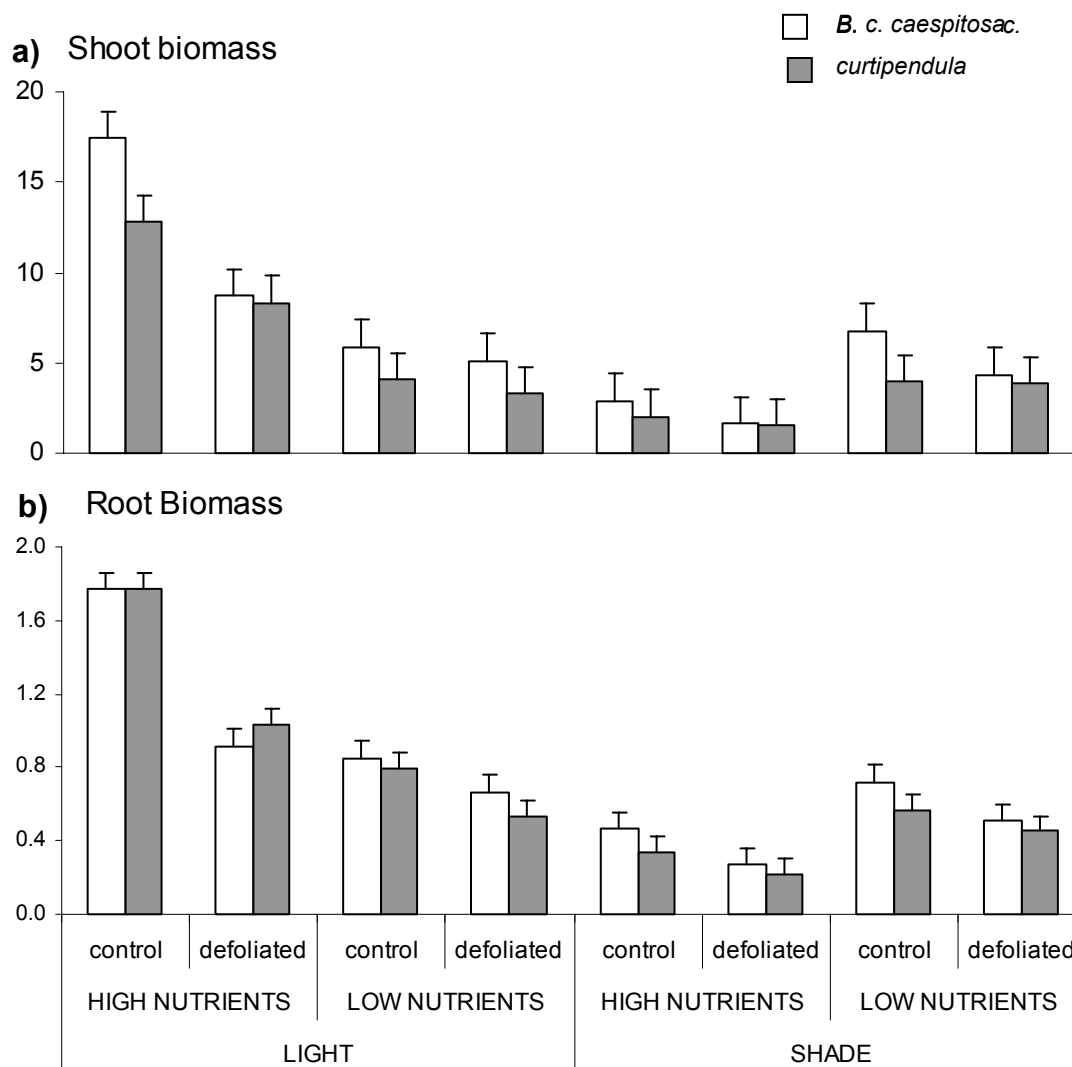 B. c. caespitosac.
curtipendula
a) Shoot biomass
20
15
10
5
0
b) Root Biomass
2.0
1.6
1.2
0.8
0.4
0.0
control defoliated control defoliated control defoliated control defoliated
HIGH NUTRIENTS LOW NUTRIENTS HIGH NUTRIENTS LOW NUTRIENTS
LIGHT SHADE